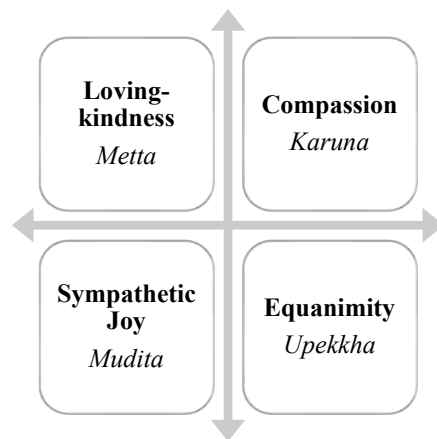 Loving-
kindness
Metta
Compassion
Karuna
Sympathetic
Joy
Mudita
Equanimity
Upekkha